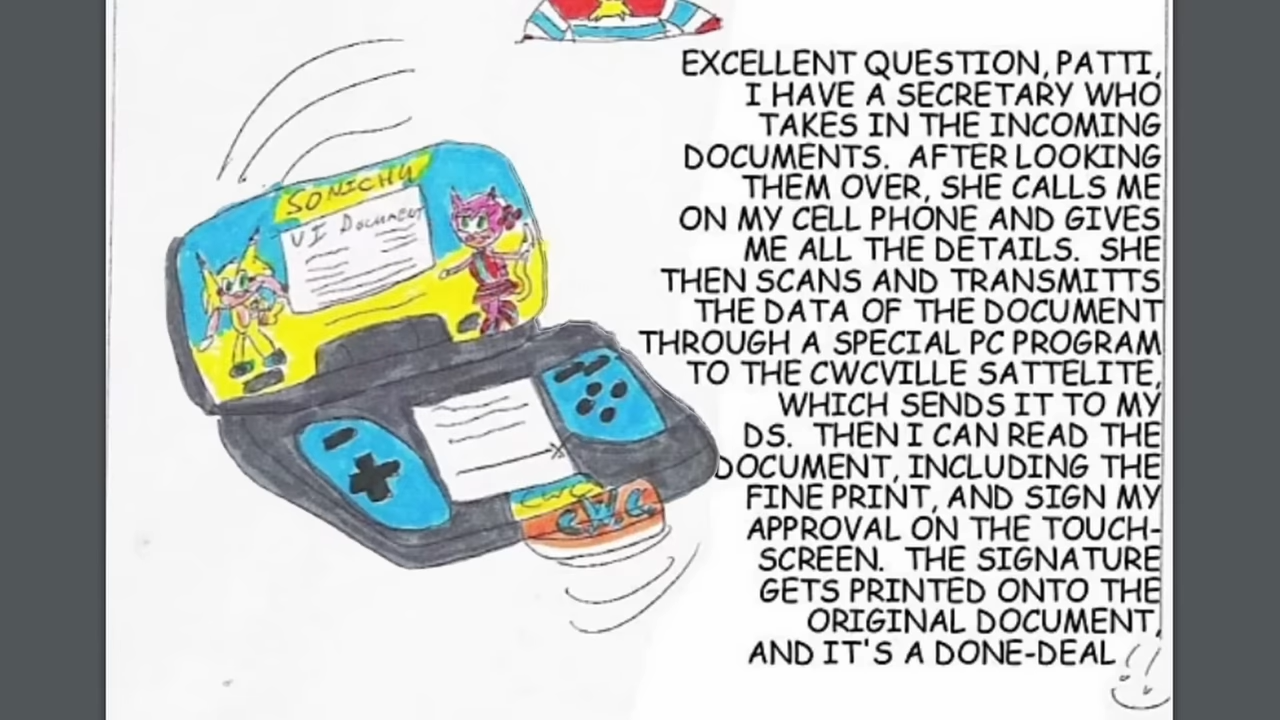 SONICHU
VI Document
CWC
CWC
EXCELLENT QUESTION, PATTI,
I HAVE A SECRETARY WHO
TAKES IN THE INCOMING
DOCUMENTS. AFTER LOOKING
THEM OVER, SHE CALLS ME
ON MY CELL PHONE AND GIVES
ME ALL THE DETAILS. SHE
THEN SCANS AND TRANSMITTS
THE DATA OF THE DOCUMENT
THROUGH A SPECIAL PC PROGRAM
TO THE CWCVILLE SATTELITE,
WHICH SENDS IT TO MY
DS. THEN I CAN READ THE
DOCUMENT, INCLUDING THE
FINE PRINT, AND SIGN MY
APPROVAL ON THE TOUCH-
SCREEN. THE SIGNATURE
GETS PRINTED ONTO THE
ORIGINAL DOCUMENT,
AND IT'S A DONE-DEAL !!